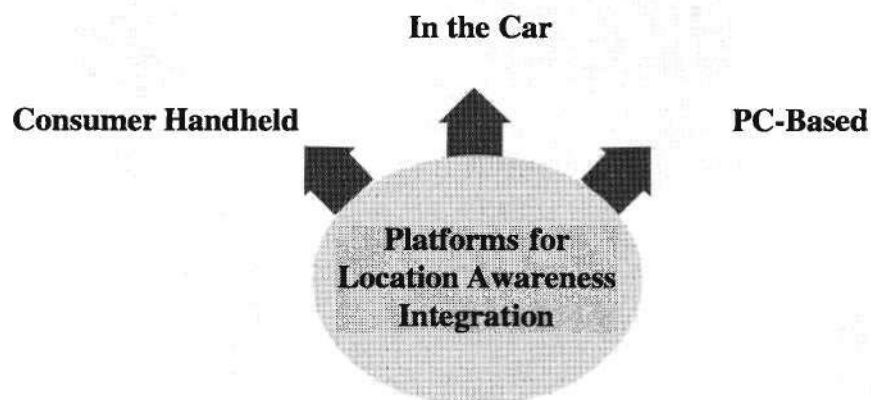 In the Car
Consumer Handheld
PC-Based
Platforms for
Location Awareness
Integration